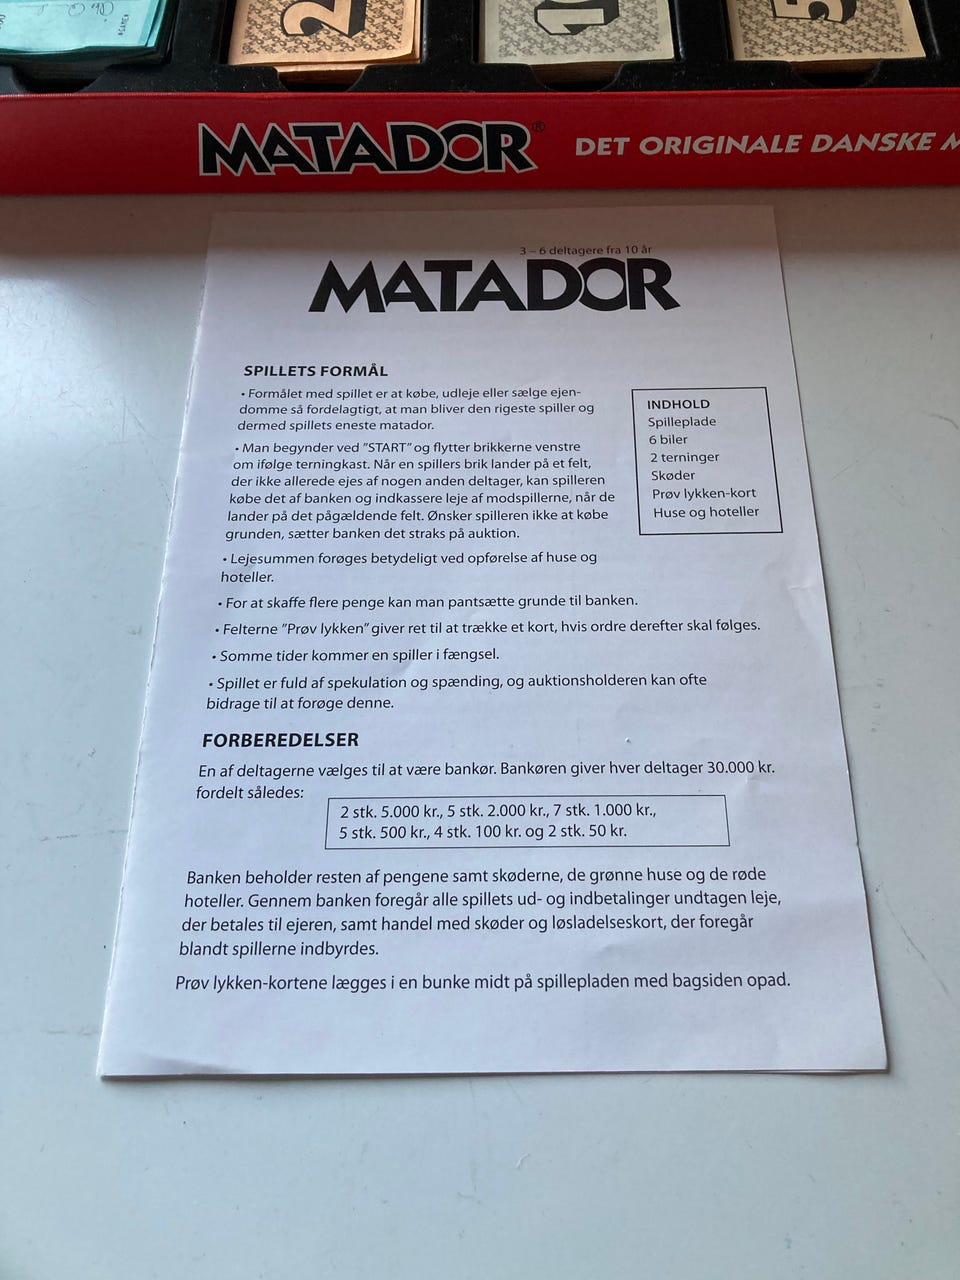 2
10
5
MATADOR®
DET ORIGINALE DANSKE
3 – 6 deltagere fra 10 år
MATADOR
SPILLETS FORMÅL
• Formålet med spillet er at købe, udleje eller sælge ejen-
domme så fordelagtigt, at man bliver den rigeste spiller og
dermed spillets eneste matador.
• Man begynder ved ”START” og flytter brikkerne venstre
om ifølge terningkast. Når en spillers brik lander på et felt,
der ikke allerede ejes af nogen anden deltager, kan spilleren
købe det af banken og indkassere leje af modspillerne, når de
lander på det pågældende felt. Ønsker spilleren ikke at købe
grunden, sætter banken det straks på auktion.
• Lejesummen forøges betydeligt ved opførelse af huse og
hoteller.
• For at skaffe flere penge kan man pantsætte grunde til banken.
• Felterne ”Prøv lykken” giver ret til at trække et kort, hvis ordre derefter skal følges.
• Somme tider kommer en spiller i fængsel.
• Spillet er fuld af spekulation og spænding, og auktionsholderen kan ofte
bidrage til at forøge denne.
INDHOLD
Spilleplade
6 biler
2 terninger
Skøder
Prøv lykken-kort
Huse og hoteller
FORBEREDELSER
En af deltagerne vælges til at være bankør. Bankøren giver hver deltager 30.000 kr.
fordelt således:
2 stk. 5.000 kr., 5 stk. 2.000 kr., 7 stk. 1.000 kr.,
5 stk. 500 kr., 4 stk. 100 kr. og 2 stk. 50 kr.
Banken beholder resten af pengene samt skøderne, de grønne huse og de røde
hoteller. Gennem banken foregår alle spillets ud- og indbetalinger undtagen leje,
der betales til ejeren, samt handel med skøder og løsladelseskort, der foregår
blandt spillerne indbyrdes.
Prøv lykken-kortene lægges i en bunke midt på spillepladen med bagsiden opad.